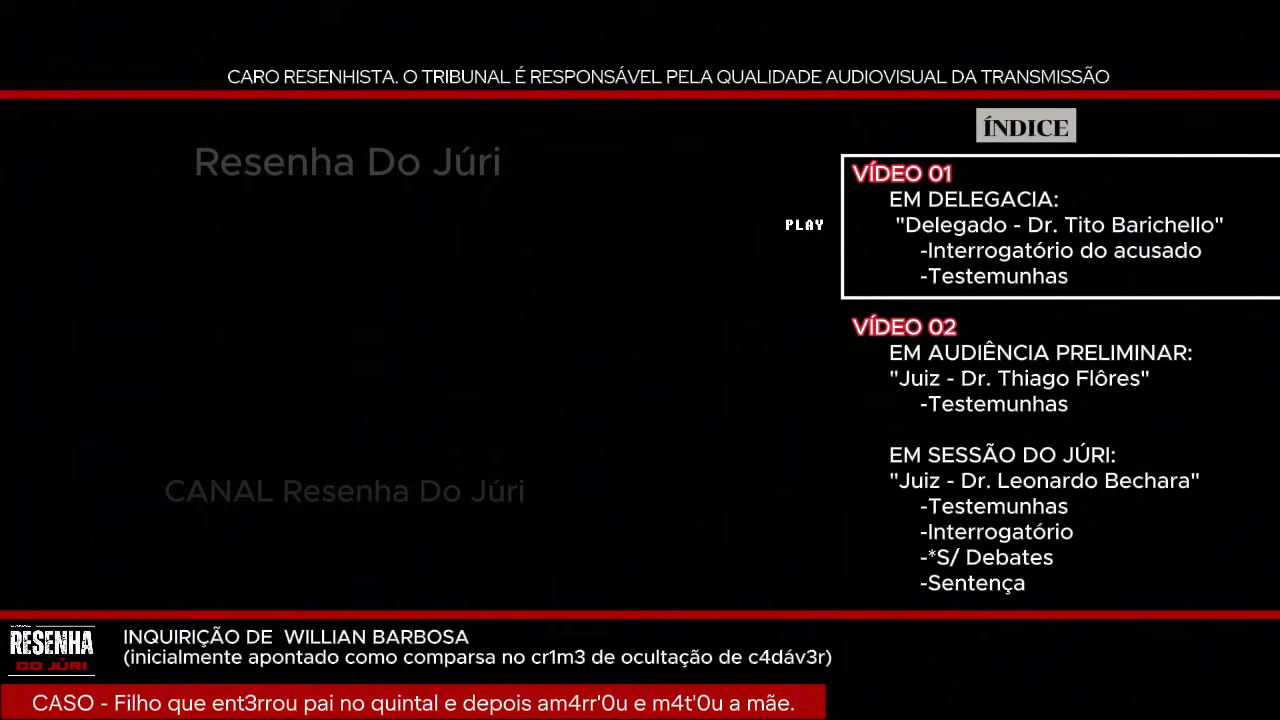 CARO RESENHISTA. O TRIBUNAL É RESPONSÁVEL PELA QUALIDADE AUDIOVISUAL DA TRANSMISSÃO
Resenha Do Júri
CANAL Resenha Do Júri
PLAY
ÍNDICE
VÍDEO 01
EM DELEGACIA:
"Delegado - Dr. Tito Barichello"
-Interrogatório do acusado
-Testemunhas
VÍDEO 02
EM AUDIÊNCIA PRELIMINAR:
"Juiz - Dr. Thiago Flôres"
-Testemunhas
EM SESSÃO DO JÚRI:
"Juiz - Dr. Leonardo Bechara"
-Testemunhas
-Interrogatório
-*S/ Debates
-Sentença
RESENHA
DO JÚRI
INQUIRIÇÃO DE WILLIAN BARBOSA
(inicialmente apontado como comparsa no cr1m3 de ocultação de c4dáv3r)
CASO - Filho que ent3rrou pai no quintal e depois am4rr'0u e m4t'0u a mãe.